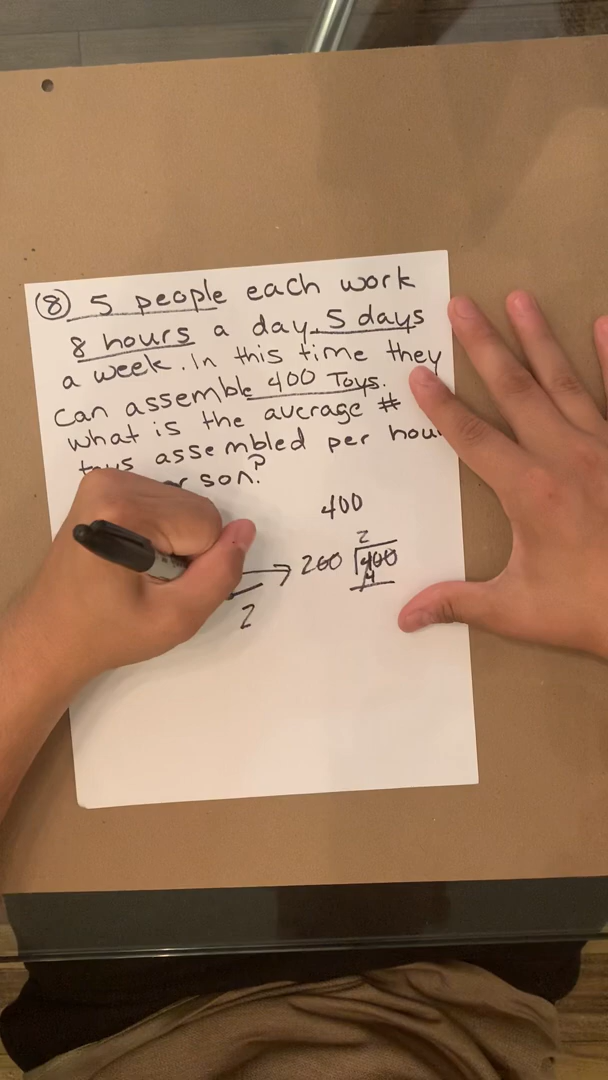 (8) 5 people each work
8 hours a day, 5 days
a week. In this time they
can assemble 400 Toys.
what is the average #
assembled per hour
son?
400
2
200 400
4
2